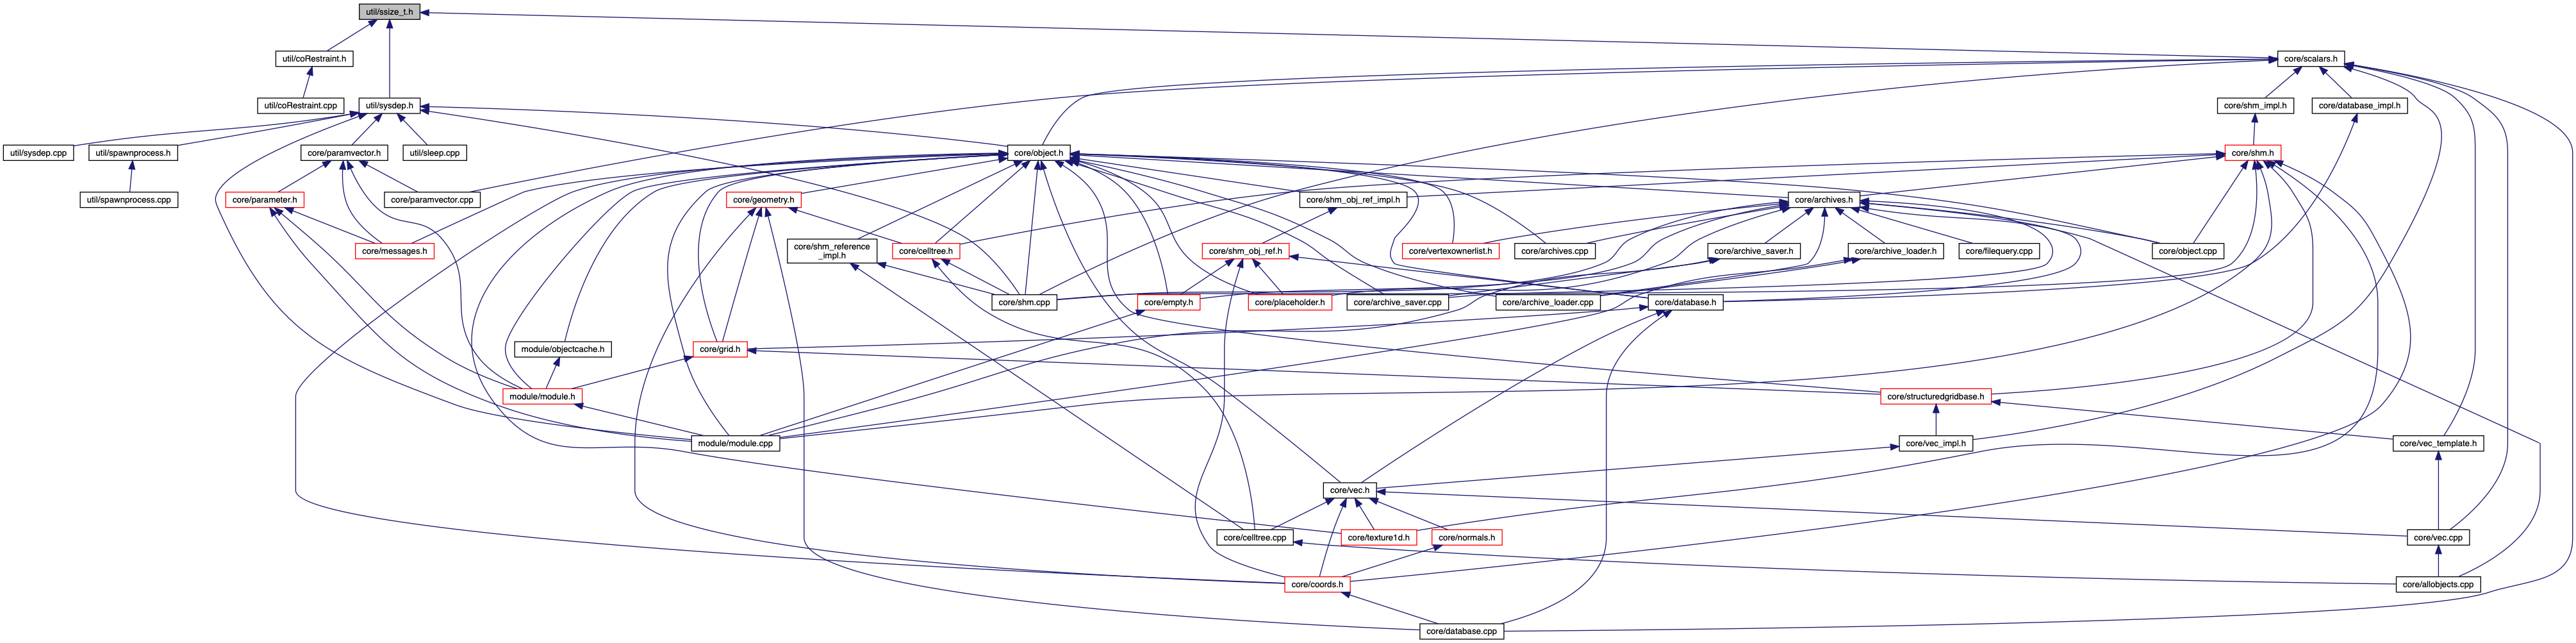 util/ssize_t.h
util/coRestraint.h
core/scalars.h
util/coRestraint.cpp
util/sysdep.h
core/shm_impl.h
core/database_impl.h
util/sysdep.cpp
util/spawnprocess.h
core/paramvector.h
util/sleep.cpp
core/object.h
core/shm.h
util/spawnprocess.cpp
core/parameter.h
core/paramvector.cpp
core/geometry.h
core/shm_obj_ref_impl.h
core/archives.h
core/messages.h
core/shm_reference
_impl.h
core/celltree.h
core/shm_obj_ref.h
core/vertexownerlist.h
core/archives.cpp
core/archive_saver.h
core/archive_loader.h
core/filequery.cpp
core/object.cpp
core/shm.cpp
core/empty.h
core/placeholder.h
core/archive_saver.cpp
core/archive_loader.cpp
core/database.h
module/objectcache.h
core/grid.h
module/module.h
core/structuredgridbase.h
module/module.cpp
core/vec_impl.h
core/vec_template.h
core/vec.h
core/celltree.cpp
core/texture1d.h
core/normals.h
core/vec.cpp
core/coords.h
core/allobjects.cpp
core/database.cpp